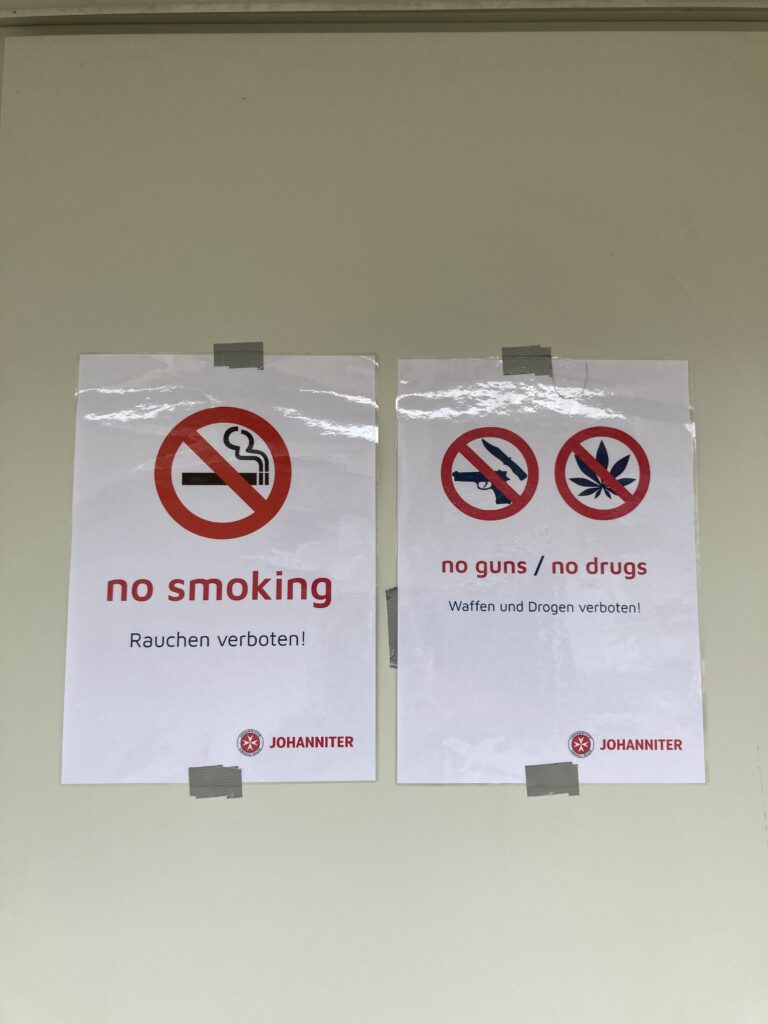 no smoking
Rauchen verboten!
JOHANNITER
no guns / no drugs
Waffen und Drogen verboten!
JOHANNITER